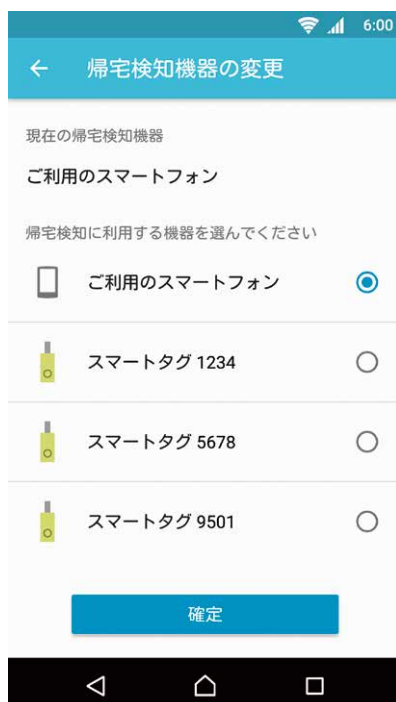 6:00
帰宅検知機器の変更
現在の帰宅検知機器
ご利用のスマートフォン
帰宅検知に利用する機器を選んでください
ご利用のスマートフォン
スマートタグ 1234
スマートタグ 5678
スマートタグ 9501
確定